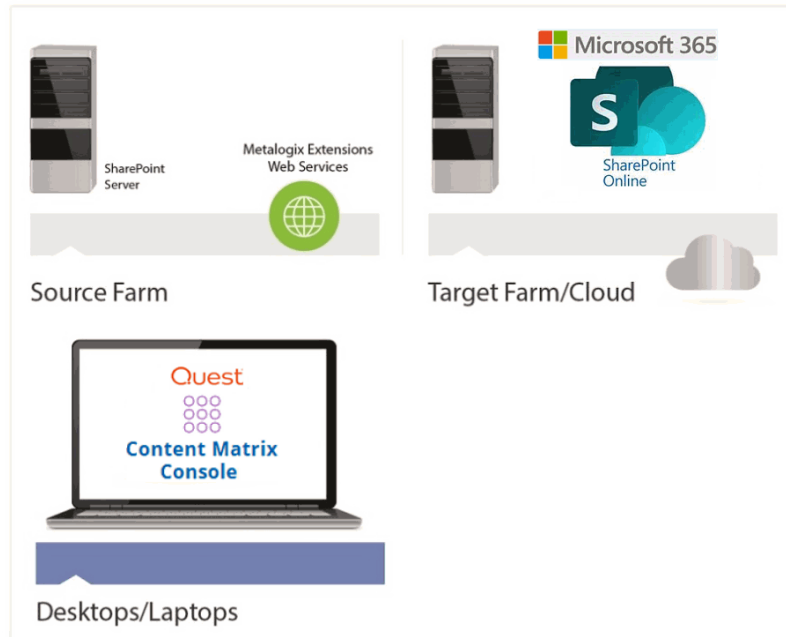 Microsoft 365
S
SharePoint
Online
SharePoint
Server
Metalogix Extensions
Web Services
Source Farm
Target Farm/Cloud
Quest
Content Matrix
Console
Desktops/Laptops